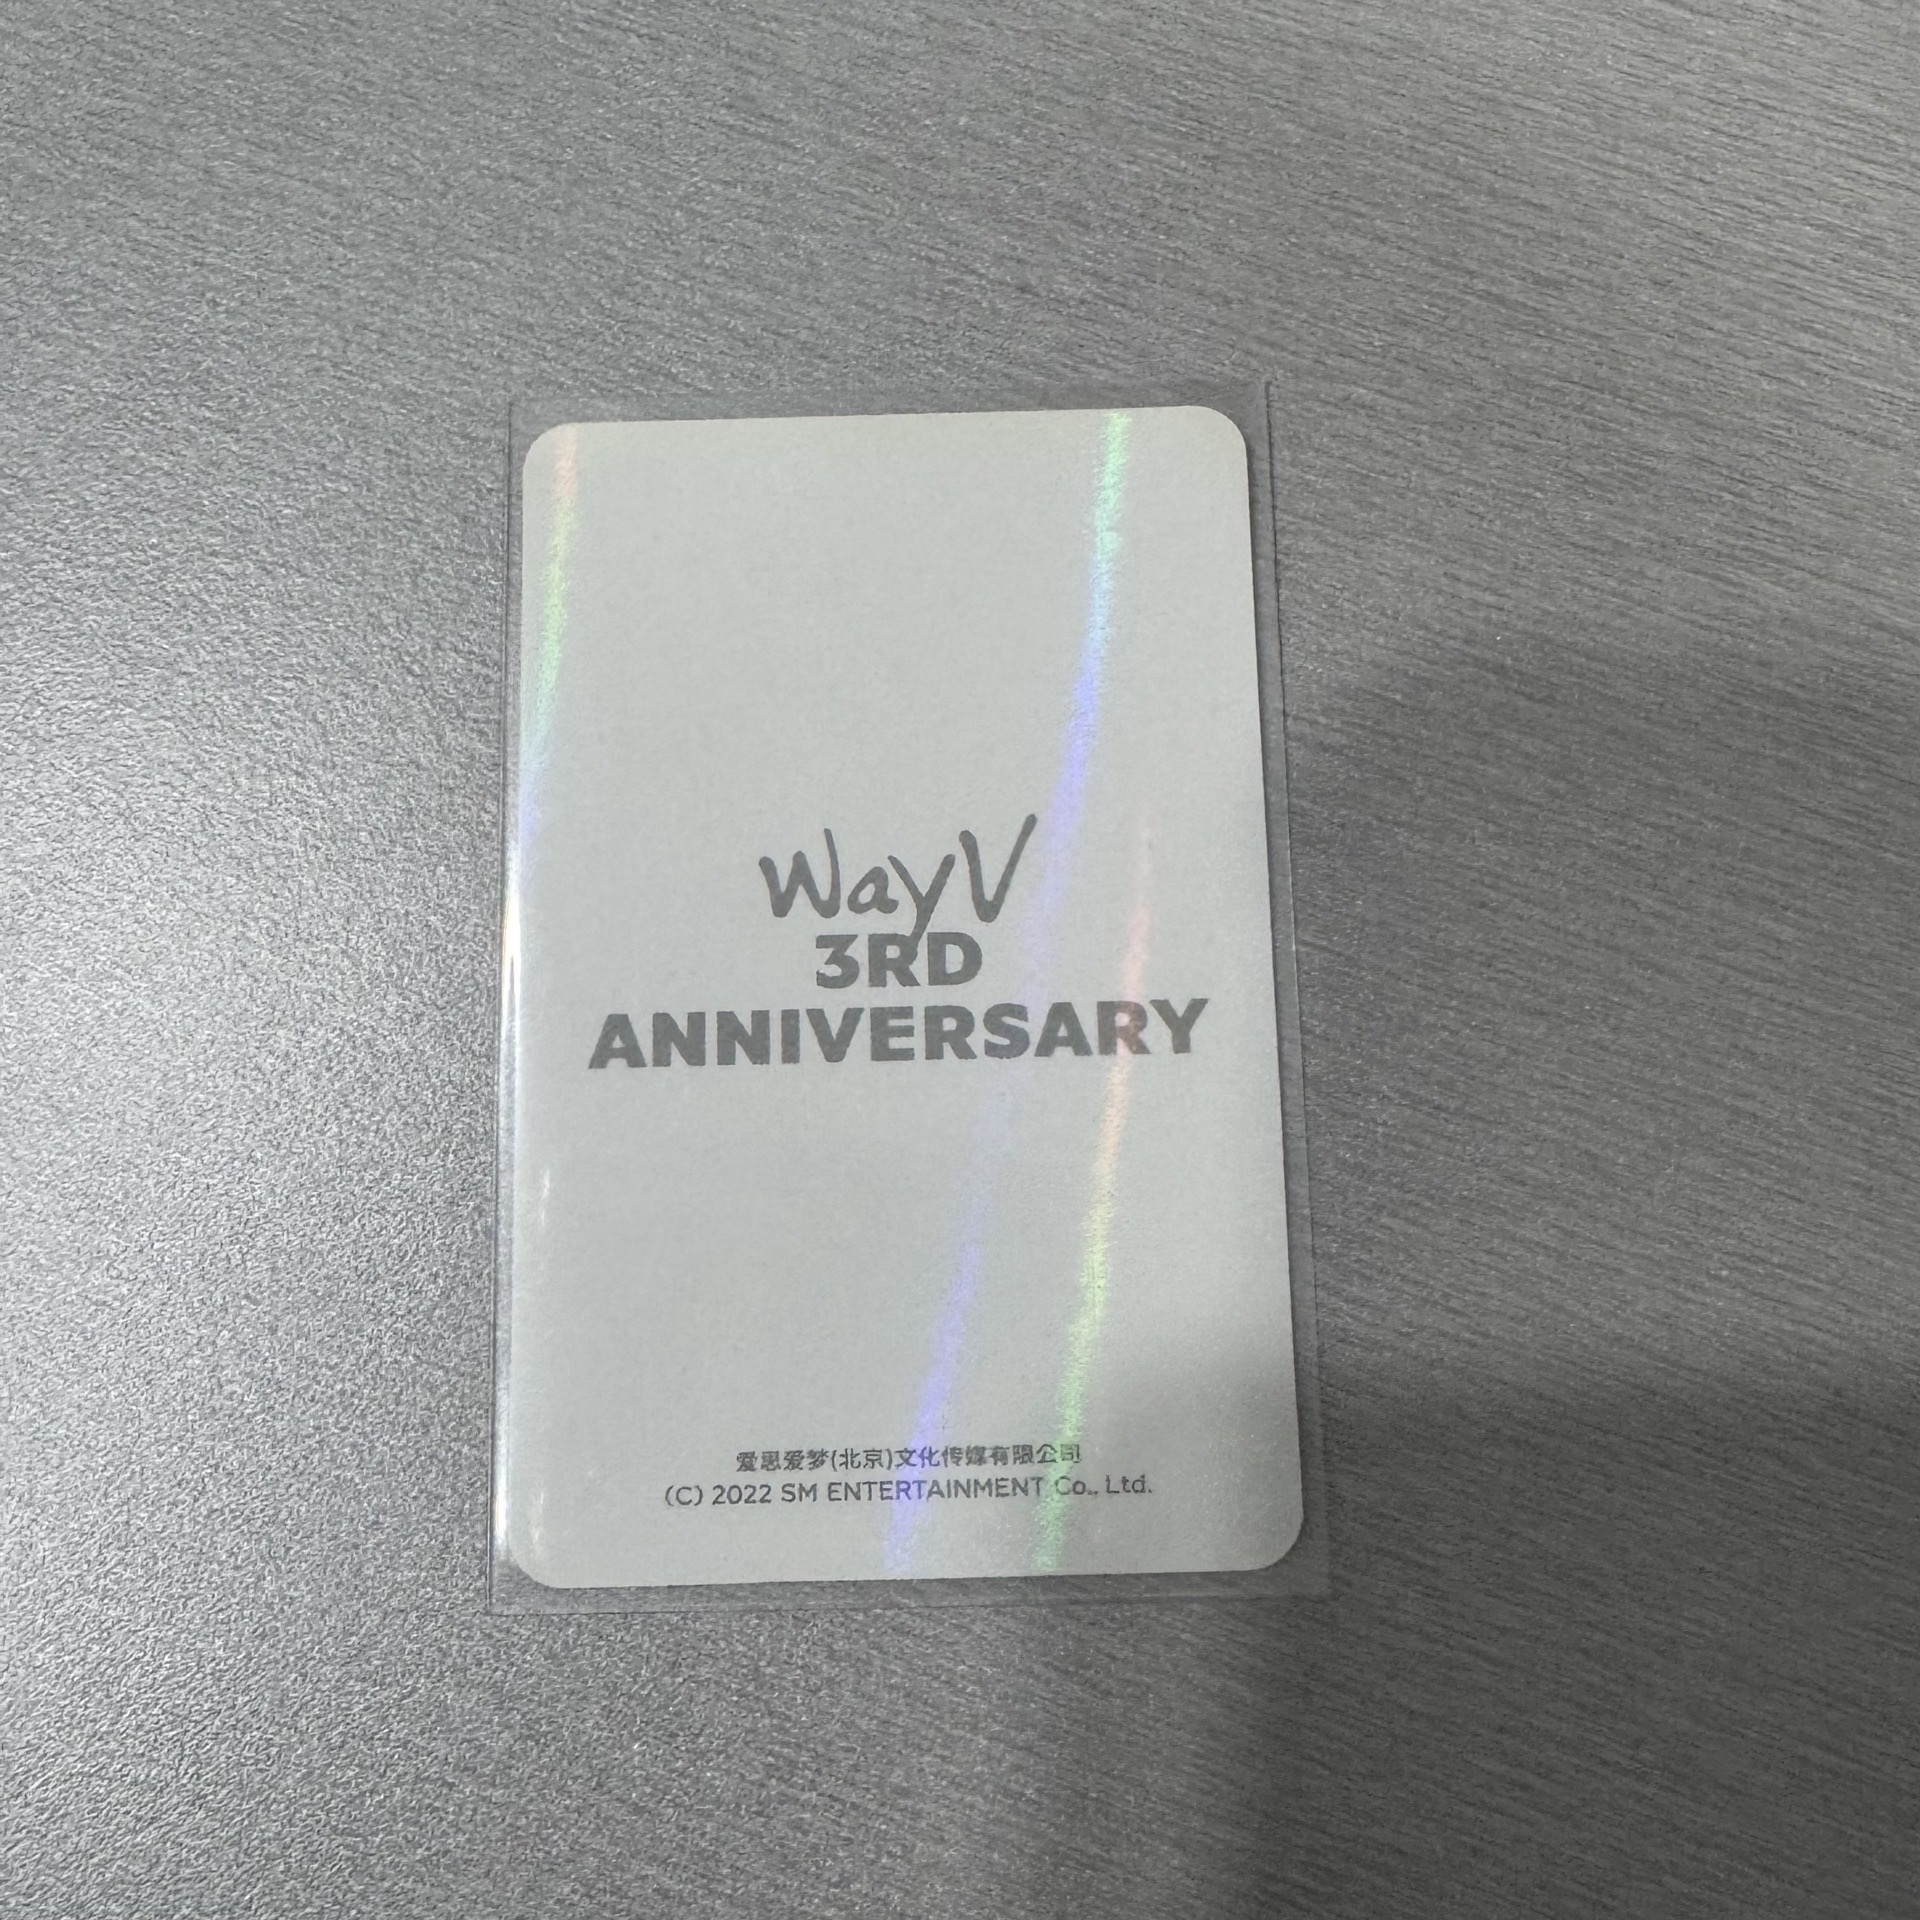 WayV
3RD
ANNIVERSARY
爱思爱梦(北京)文化传媒有限公司
(C) 2022 SM ENTERTAINMENT Co., Ltd.